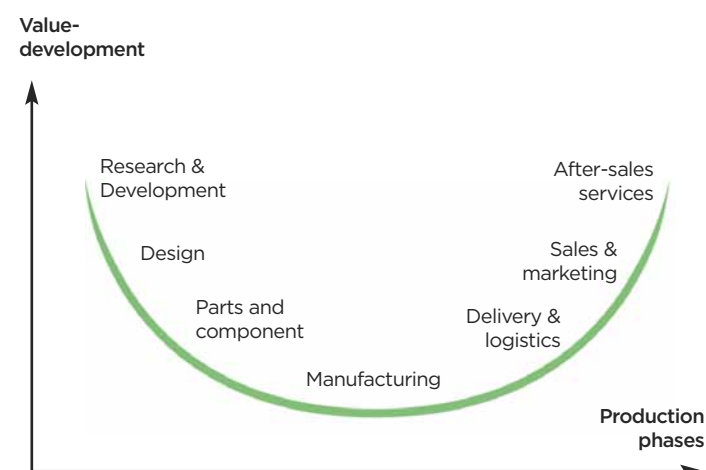 Value-
development
Research &
Development
Design
Parts and
component
Manufacturing
Delivery &
logistics
Sales &
marketing
After-sales
services
Production
phases